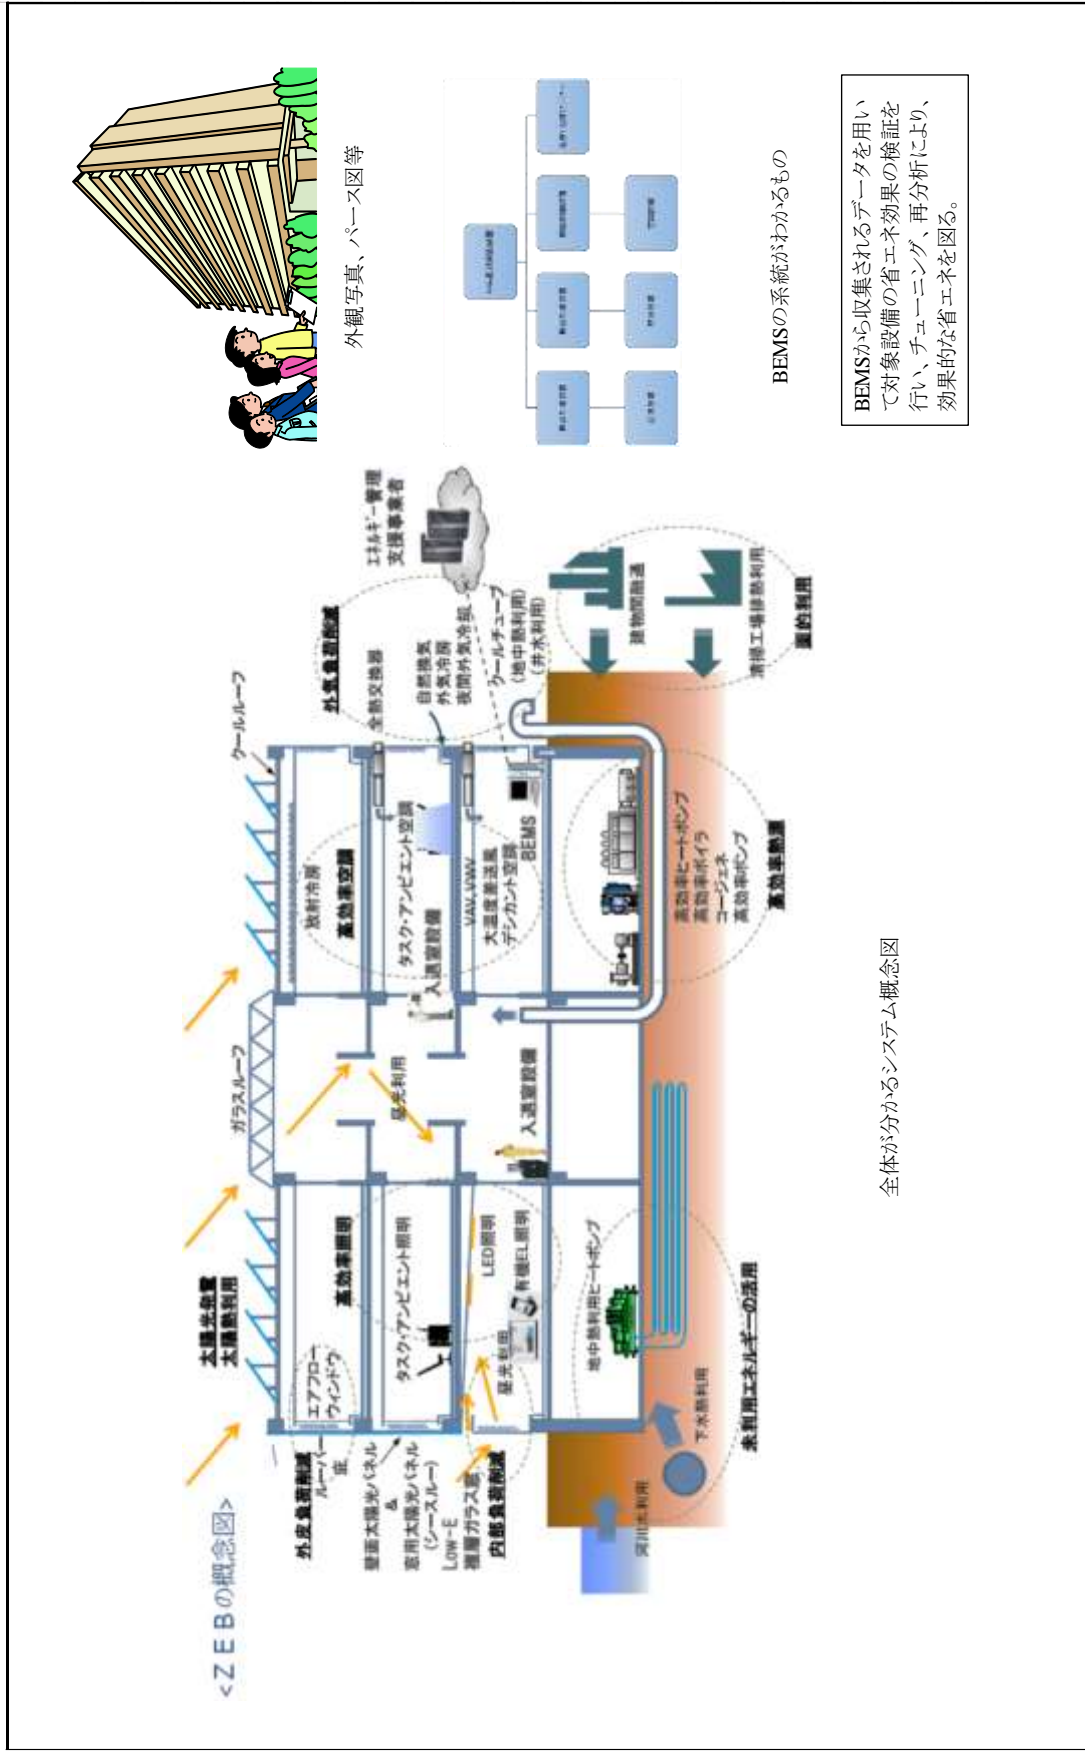 <ＺＥＢの概念図>
太陽光発電
太陽熱利用
ガラスルーフ
クールルーフ
外皮負荷削減
ルーバー
庇
エアフロー
ウィンドウ
高効率照明
放射冷房
高効率空調
外気負荷削減
全熱交換器
壁面太陽光パネル
&
窓用太陽光パネル
(シースルー)
Low-E
複層ガラス窓
内部負荷削減
タスク・アンビエント照明
昼光利用
タスク・アンビエント空調
入退室設備
自然換気
外気冷房
夜間外気冷却
エネルギー管理
支援事業者
LED照明
昼光利用
有機EL照明
入退室設備
VAV、VWV
大温度差送風
デシカント空調
BEMS
クールチューブ
(地中熱利用)
(井水利用)
地中熱利用ヒートポンプ
高効率ヒートポンプ
高効率ボイラ
コージェネ
高効率ポンプ
高効率熱源
建物間融通
清掃工場排熱利用
面的利用
河川水利用
下水熱利用
未利用エネルギーの活用
全体が分かるシステム概念図
外観写真、パース図等
BEMSの系統がわかるもの
BEMSから収集されるデータを用い
て対象設備の省エネ効果の検証を
行い、チューニング、再分析により、
効果的な省エネを図る。